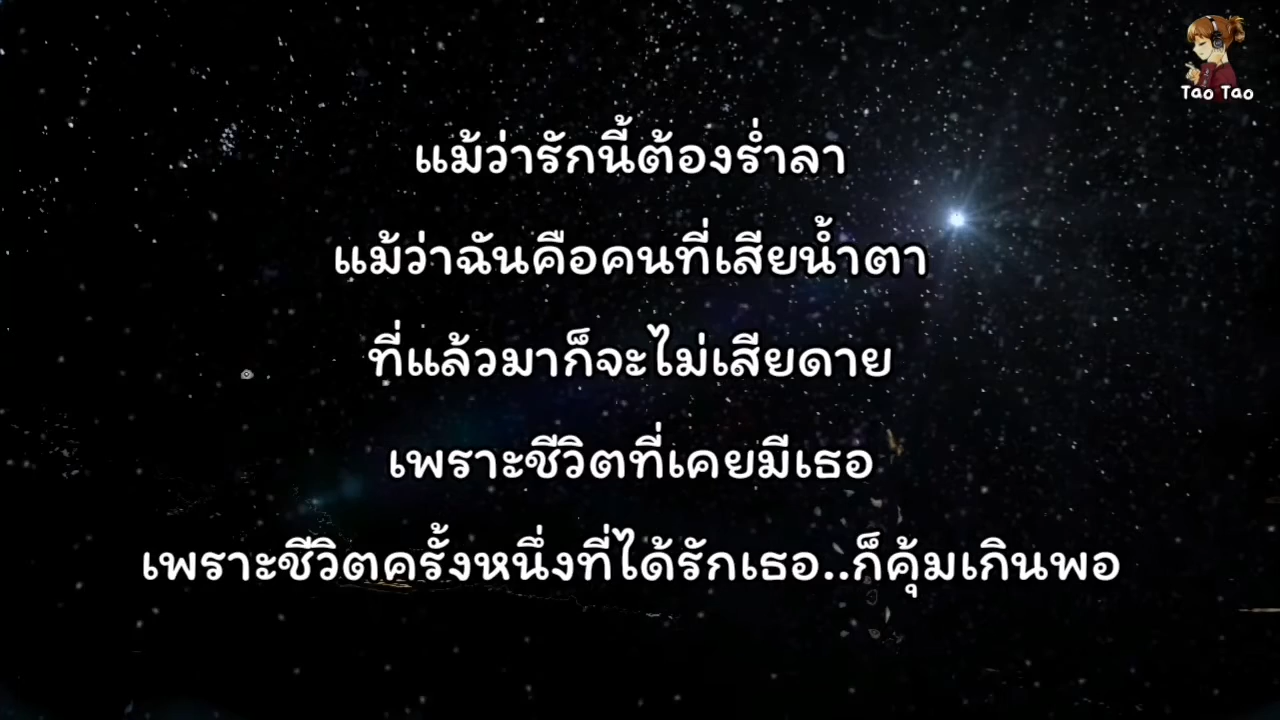 Tao Tao
แม้ว่ารักนี้ต้องร่ำลา
แม้ว่าฉันคือคนที่เสียน้ำตา
ที่แล้วมาก็จะไม่เสียดาย
เพราะชีวิตที่เคยมีเธอ
เพราะชีวิตครั้งหนึ่งที่ได้รักเธอ..ก็คุ้มเกินพอ